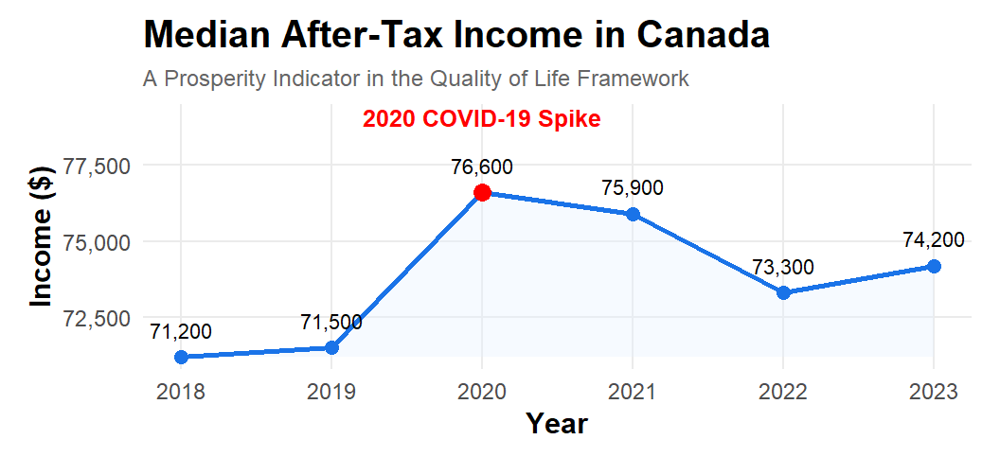 Median After-Tax Income in Canada
A Prosperity Indicator in the Quality of Life Framework
2020 COVID-19 Spike
Income ($)
77,500
75,000
72,500
71,200
71,500
76,600
75,900
73,300
74,200
2018 2019 2020 2021 2022 2023
Year